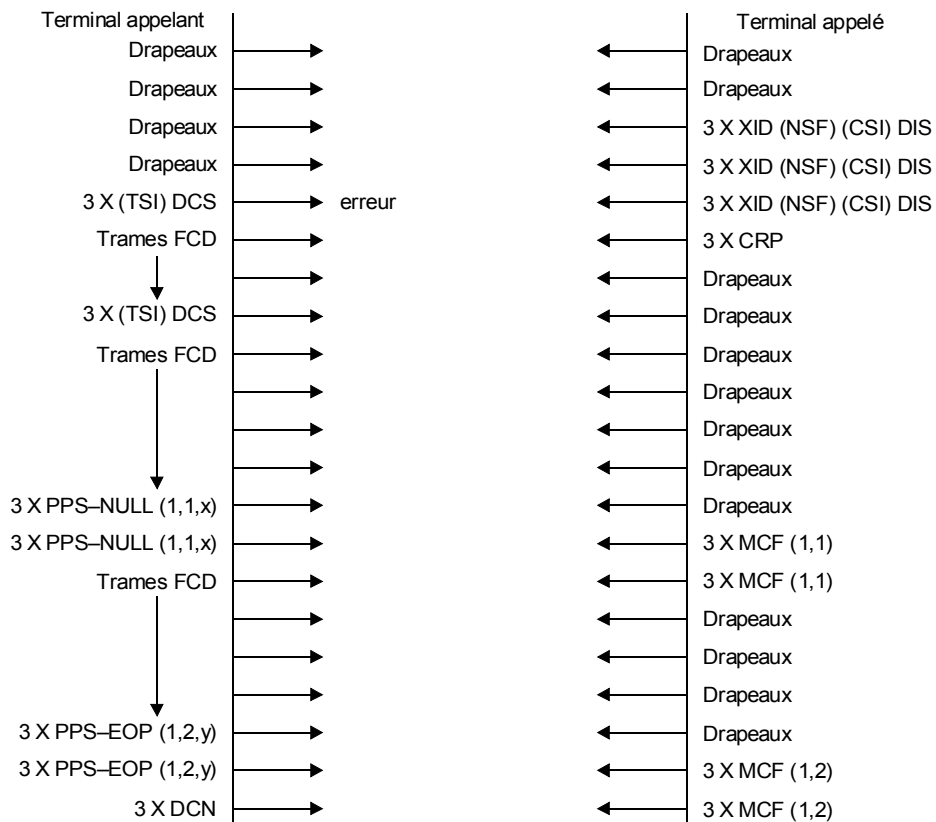 Terminal appelant Terminal appelé
Drapeaux Drapeaux
Drapeaux Drapeaux
Drapeaux 3 X XID (NSF) (CSI) DIS
Drapeaux 3 X XID (NSF) (CSI) DIS
3 X (TSI) DCS erreur 3 X XID (NSF) (CSI) DIS
Trames FCD 3 X CRP
Drapeaux
3 X (TSI) DCS Drapeaux
Trames FCD Drapeaux
Drapeaux
Drapeaux
Drapeaux
3 X PPS–NULL (1,1,x) Drapeaux
3 X PPS–NULL (1,1,x) 3 X MCF (1,1)
Trames FCD 3 X MCF (1,1)
Drapeaux
Drapeaux
Drapeaux
3 X PPS–EOP (1,2,y) Drapeaux
3 X PPS–EOP (1,2,y) 3 X MCF (1,2)
3 X DCN 3 X MCF (1,2)